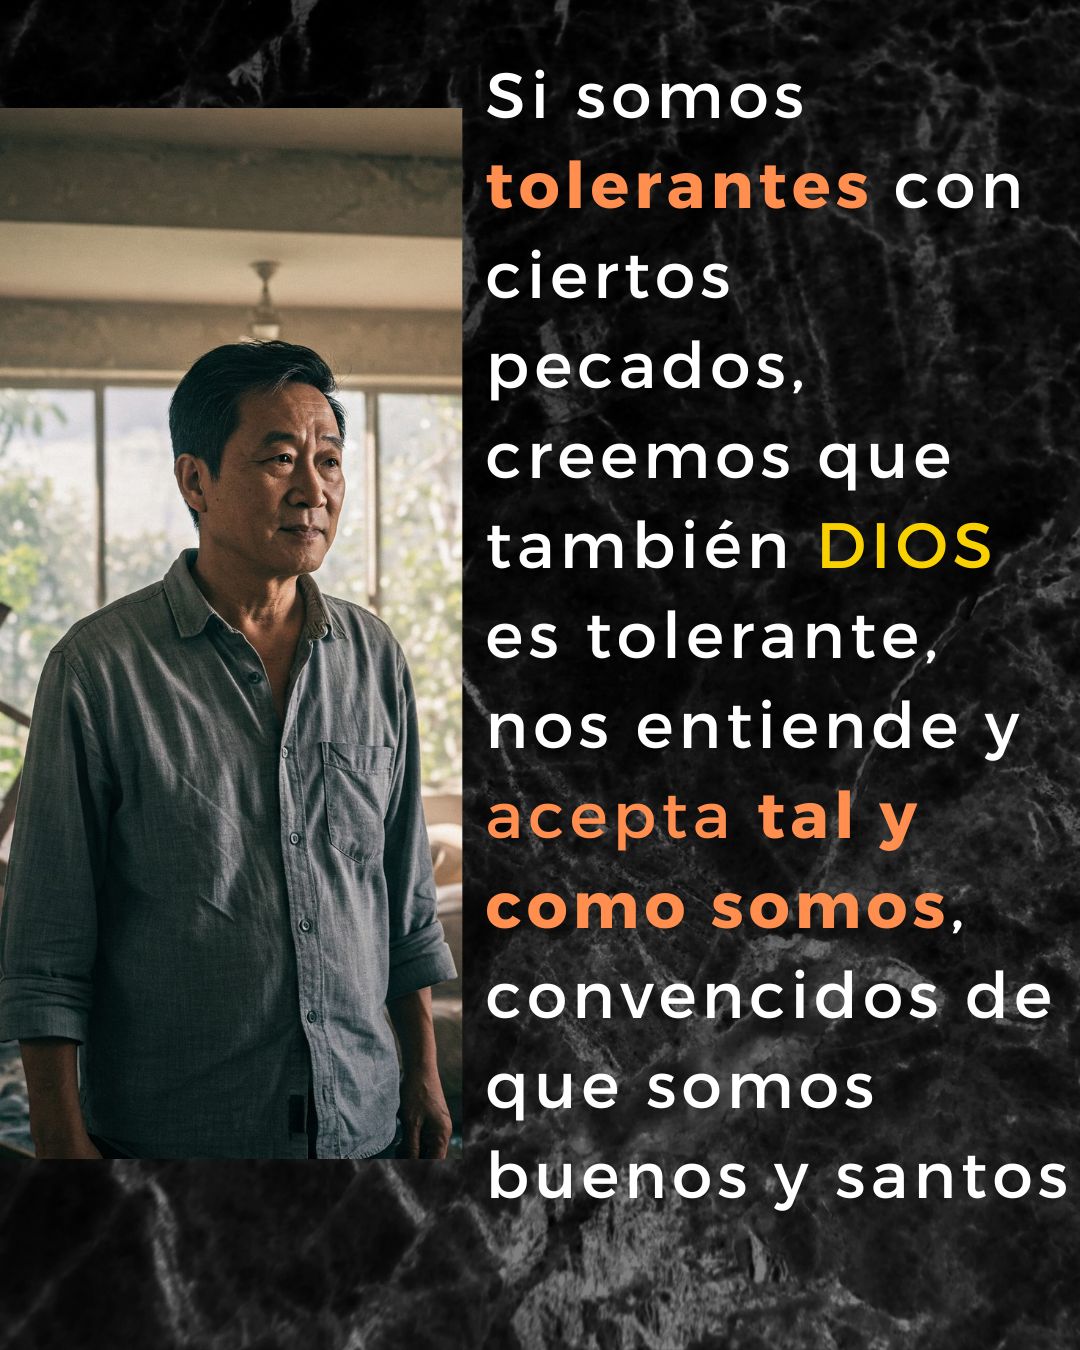 Si somos
tolerantes con
ciertos
pecados,
creemos que
también DIOS
es tolerante,
nos entiende y
acepta tal y
como somos,
convencidos de
que somos
buenos y santos